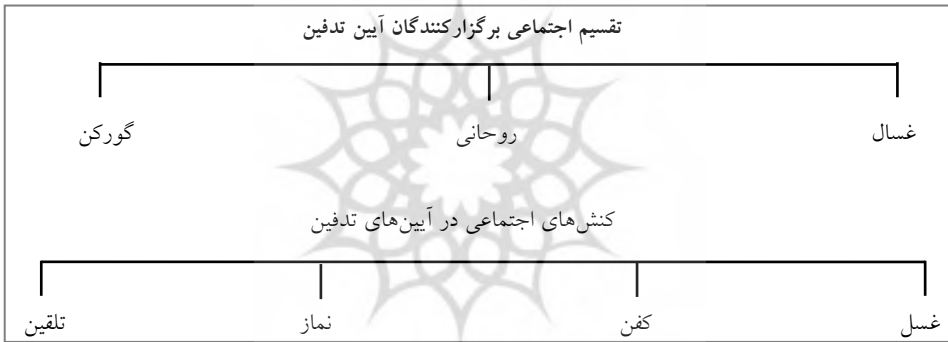 تقسیم اجتماعی برگزارکنندگان آیین تدفین
غسال روحانی گورکن
کنش‌های اجتماعی در آیین‌های تدفین
غسل کفن نماز تلقین